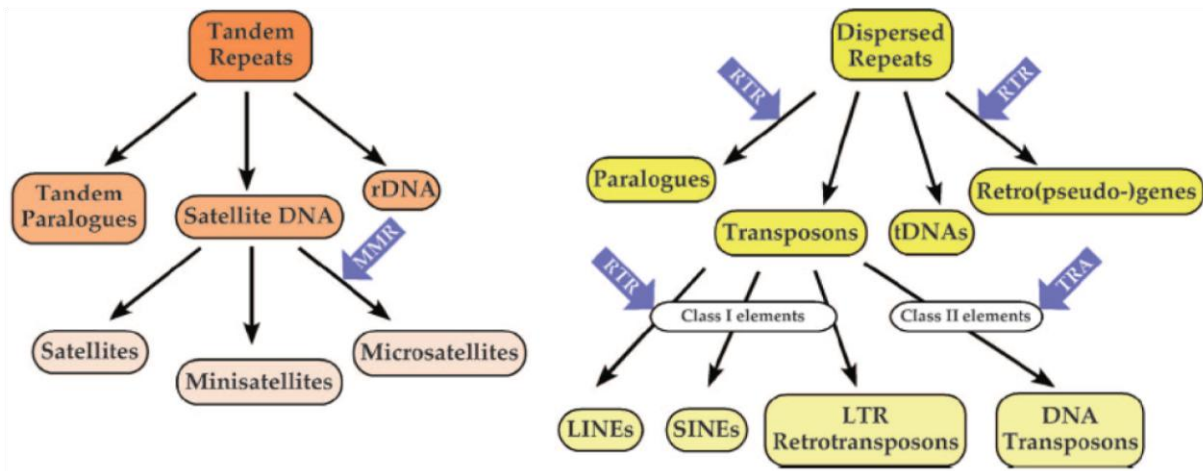 Tandem
Repeats
Dispersed
Repeats
RTR
RTR
Tandem
Paralogues
rDNA
Satellite DNA
MMR
Paralogues
Retro(pseudo-)genes
Transposons
tDNAs
RTR
TRA
Class I elements
Class II elements
Satellites
Minisatellites
Microsatellites
LINEs
SINEs
LTR
Retrotransposons
DNA
Transposons